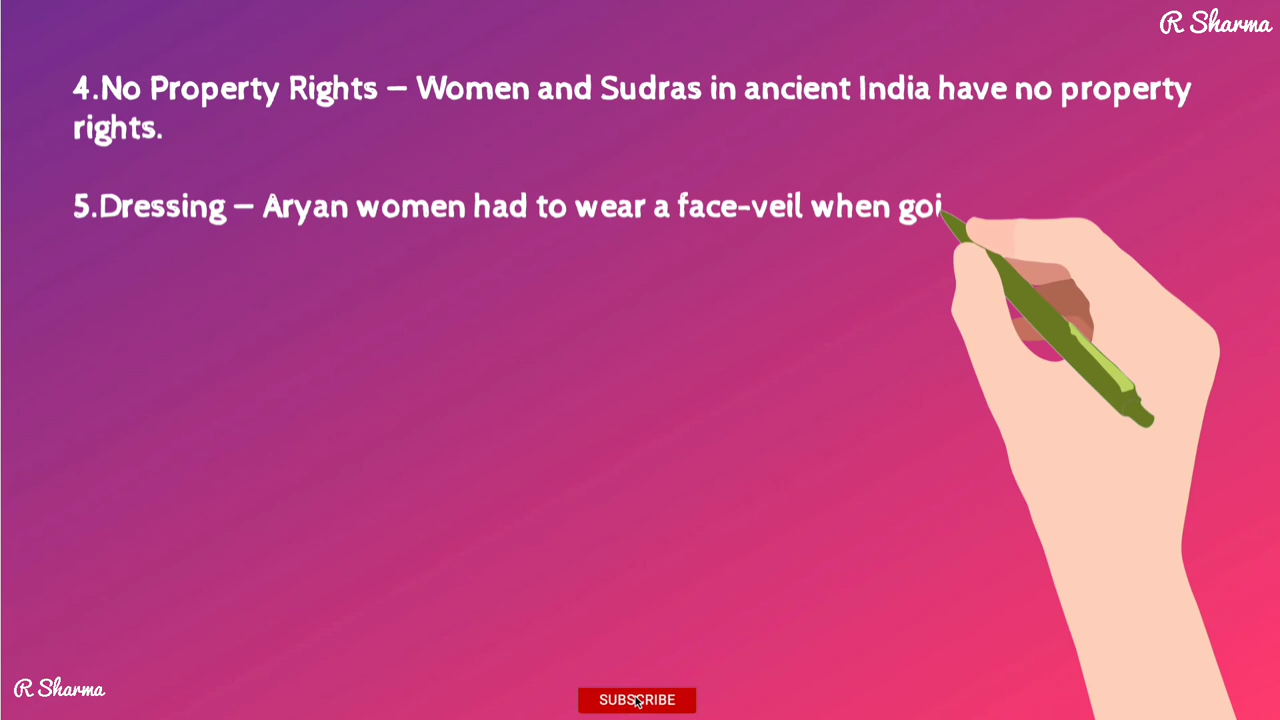 R Sharma
4.No Property Rights – Women and Sudras in ancient India have no property
rights.
5.Dressing – Aryan women had to wear a face-veil when goi
R Sharma
SUBSCRIBE